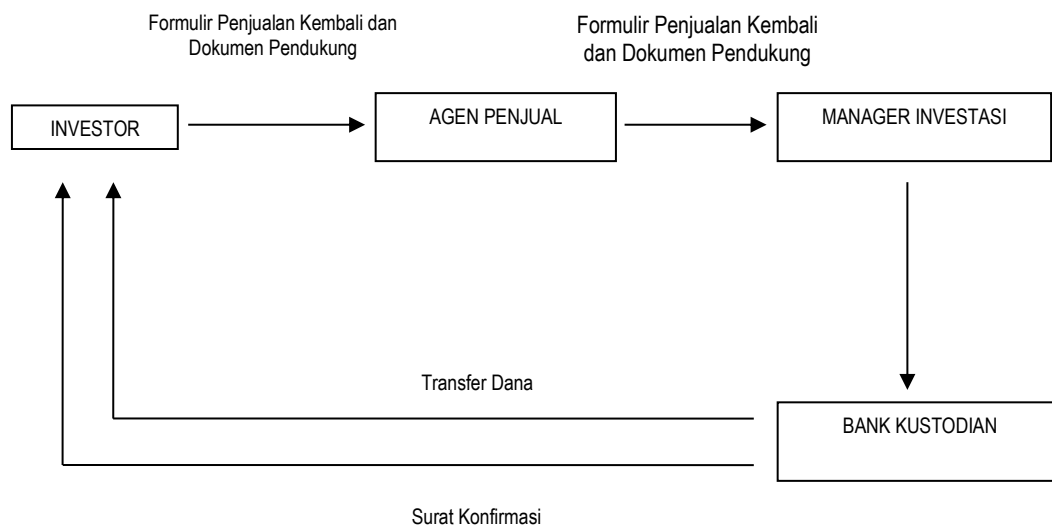 Formulir Penjualan Kembali dan
Dokumen Pendukung
Formulir Penjualan Kembali
dan Dokumen Pendukung
INVESTOR
AGEN PENJUAL
MANAGER INVESTASI
Transfer Dana
BANK KUSTODIAN
Surat Konfirmasi